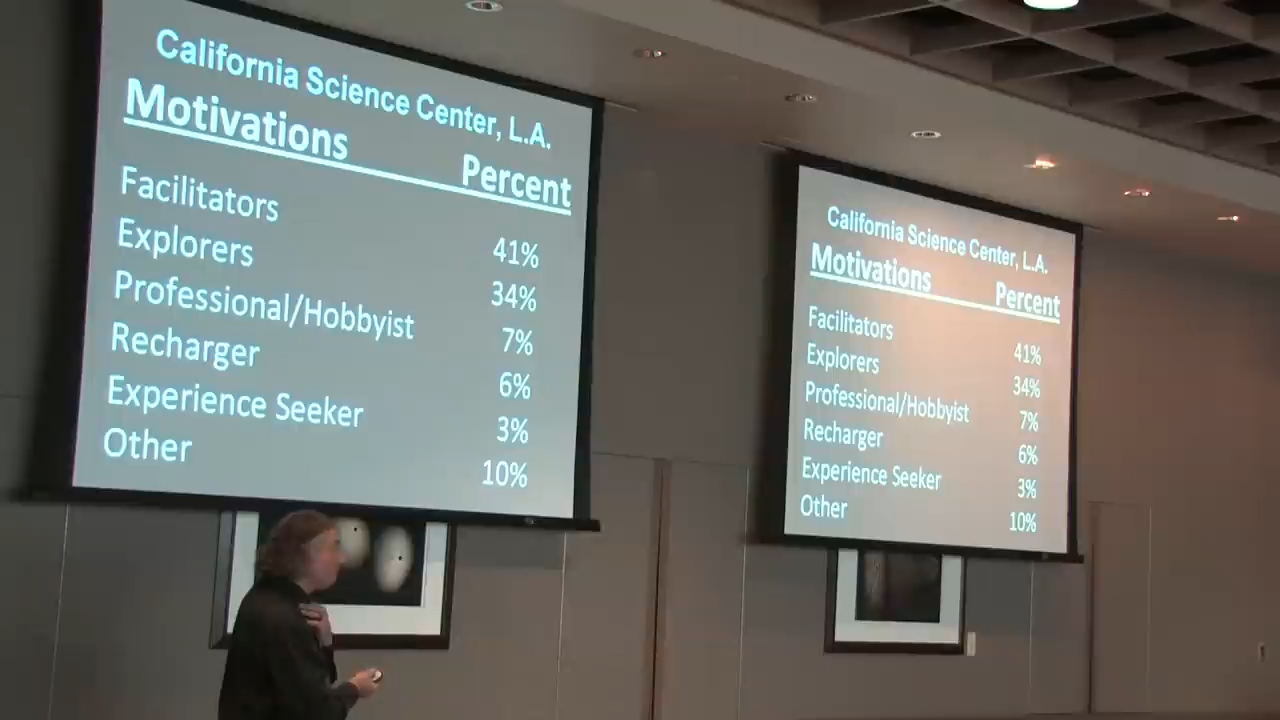 California Science Center, L.A.
Motivations Percent
Facilitators 41%
Explorers 34%
Professional/Hobbyist 7%
Recharger 6%
Experience Seeker 3%
Other 10%
California Science Center, L.A.
Motivations Percent
Facilitators 41%
Explorers 34%
Professional/Hobbyist 7%
Recharger 6%
Experience Seeker 3%
Other 10%